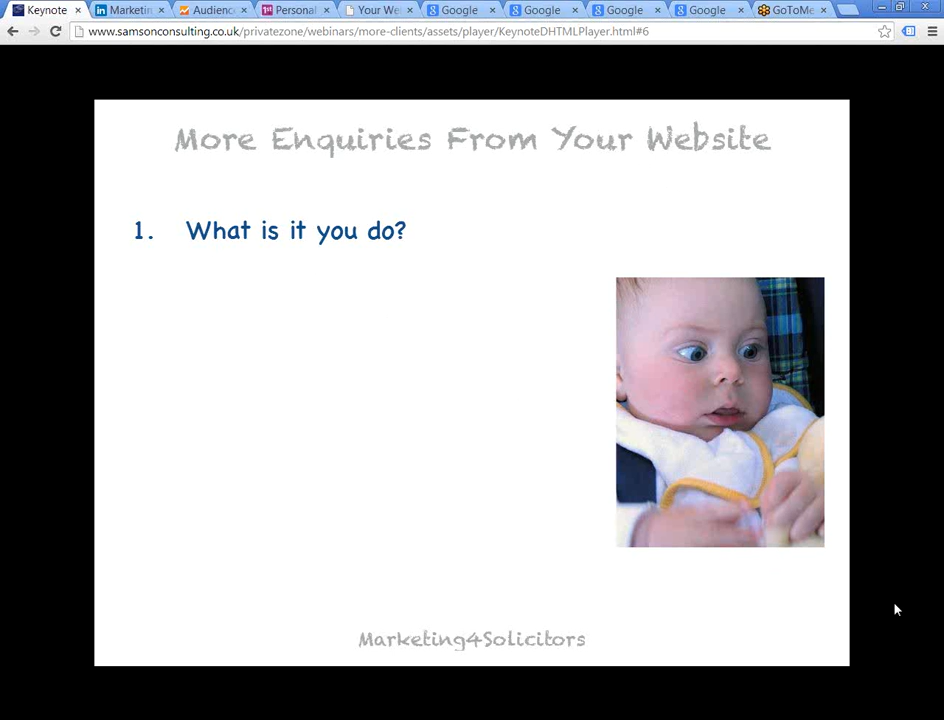 Keynote
Marketin
Audience
Personal
Your We
Google
Google
Google
Google
GoToMe
www.samsonconsulting.co.uk/privatezone/webinars/more-clients/assets/player/KeynoteDHTMLPlayer.html#6
More Enquiries From Your Website
1. What is it you do?
Marketing4Solicitors